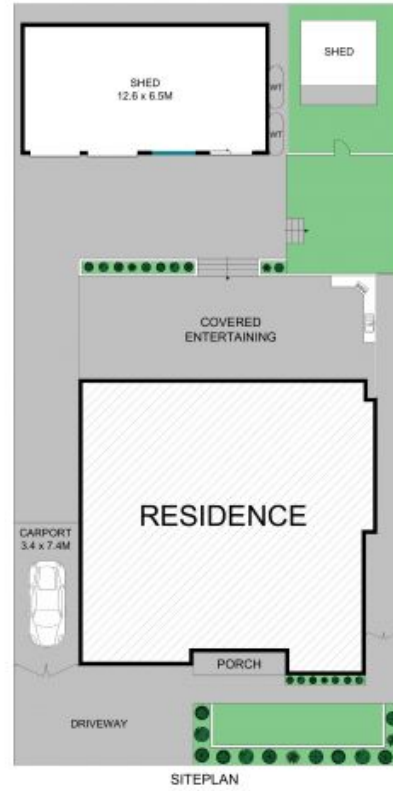 SHED
12.6 x 6.5M
WT
WT
SHED
COVERED
ENTERTAINING
RESIDENCE
CARPORT
3.4 x 7.4M
PORCH
DRIVEWAY
SITEPLAN